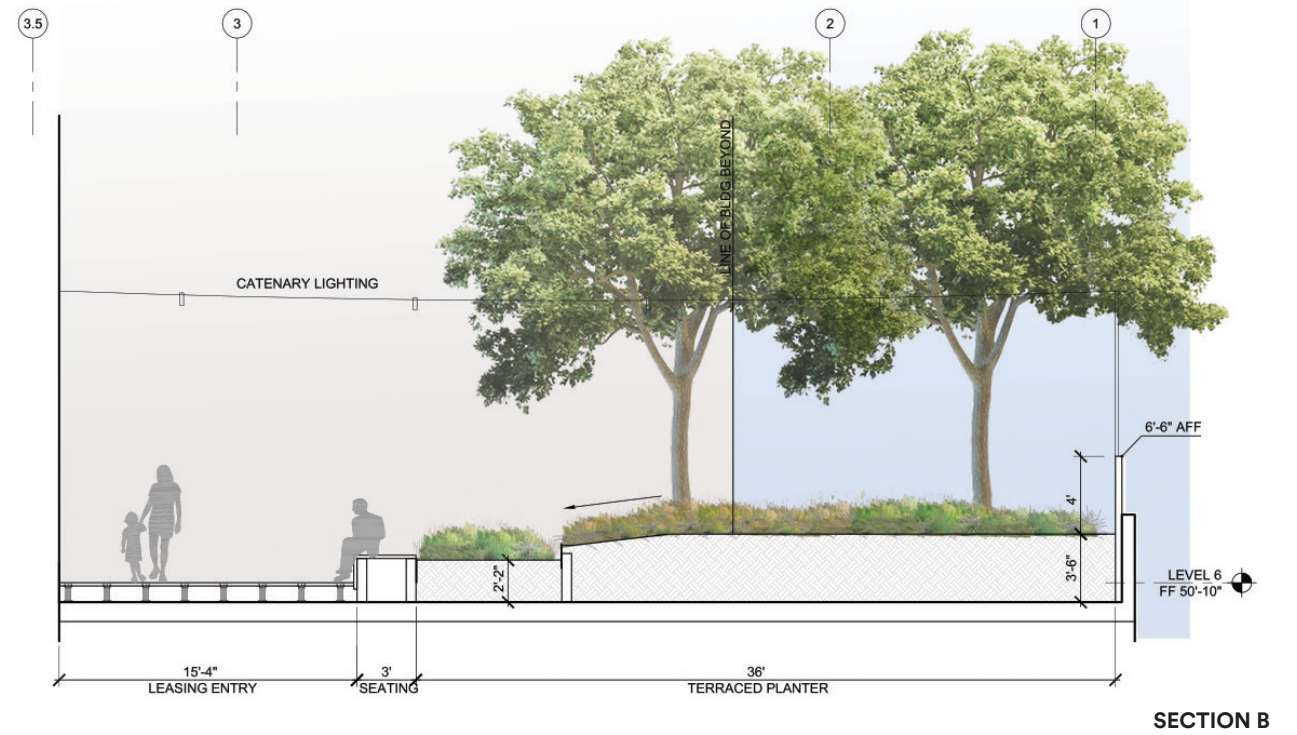 3.5
3
2
1
LINE OF BLDG BEYOND
CATENARY LIGHTING
6'-6" AFF
4'
2'-2"
3'-6"
LEVEL 6
FF 50'-10"
15'-4"
LEASING ENTRY
3'
SEATING
36'
TERRACED PLANTER
SECTION B